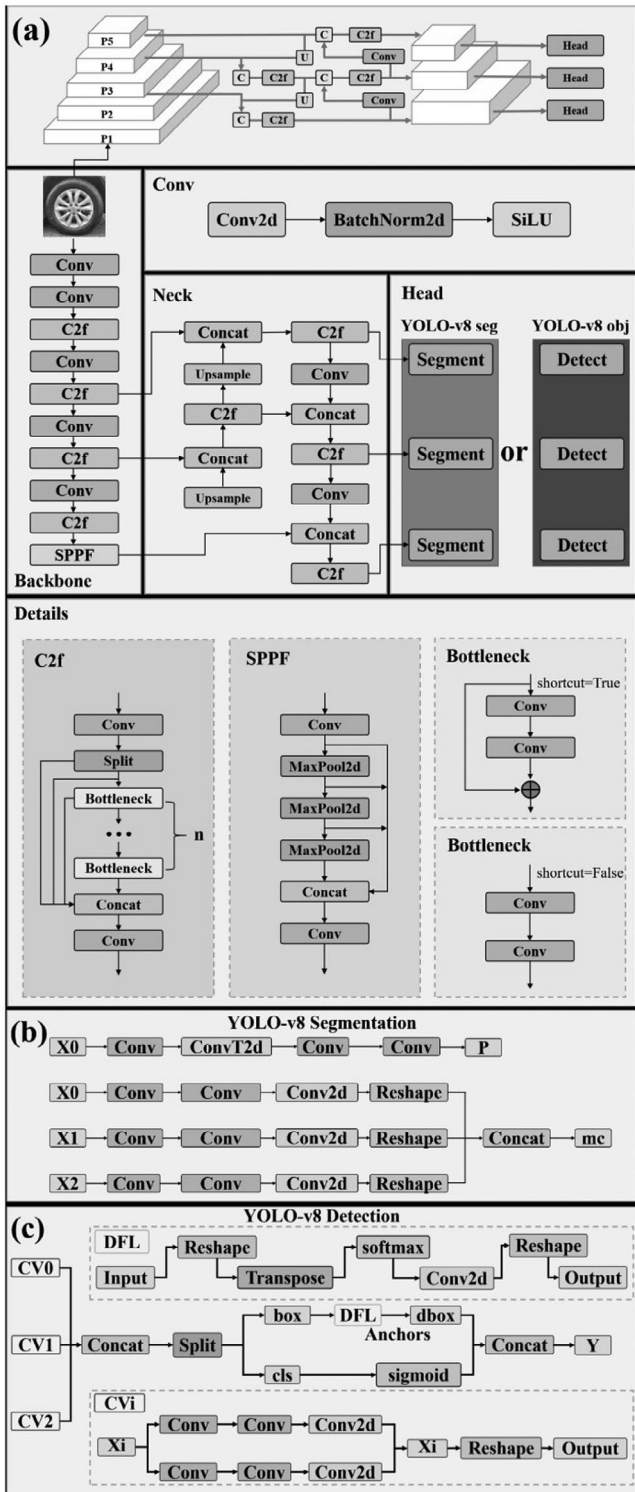 (a)
P5
P4
P3
P2
P1
C
C2f
Head
U
Conv
C
C2f
C
C2f
Head
U
Conv
C
C2f
Head
Conv
Conv2d
BatchNorm2d
SiLU
Conv
Conv
C2f
Conv
C2f
Conv
C2f
Conv
C2f
SPPF
Backbone
Neck
Concat
Upsample
C2f
Concat
Upsample
C2f
Conv
Concat
C2f
Conv
Concat
C2f
Head
YOLO-v8 seg
YOLO-v8 obj
Segment
Detect
Segment
or
Detect
Segment
Detect
Details
C2f
Conv
Split
Bottleneck
•••
n
Bottleneck
Concat
Conv
SPPF
Conv
MaxPool2d
MaxPool2d
MaxPool2d
Concat
Conv
Bottleneck
shortcut=True
Conv
Conv
Bottleneck
shortcut=False
Conv
Conv
(b)
YOLO-v8 Segmentation
X0
Conv
ConvT2d
Conv
Conv
P
X0
Conv
Conv
Conv2d
Reshape
X1
Conv
Conv
Conv2d
Reshape
Concat
mc
X2
Conv
Conv
Conv2d
Reshape
(c)
YOLO-v8 Detection
DFL
Reshape
softmax
Reshape
Input
Transpose
Conv2d
Output
CV0
CV1
CV2
Concat
Split
box
DFL
dbox
Anchors
cls
sigmoid
Concat
Y
CVi
Conv
Conv
Conv2d
Xi
Xi
Reshape
Output
Conv
Conv
Conv2d